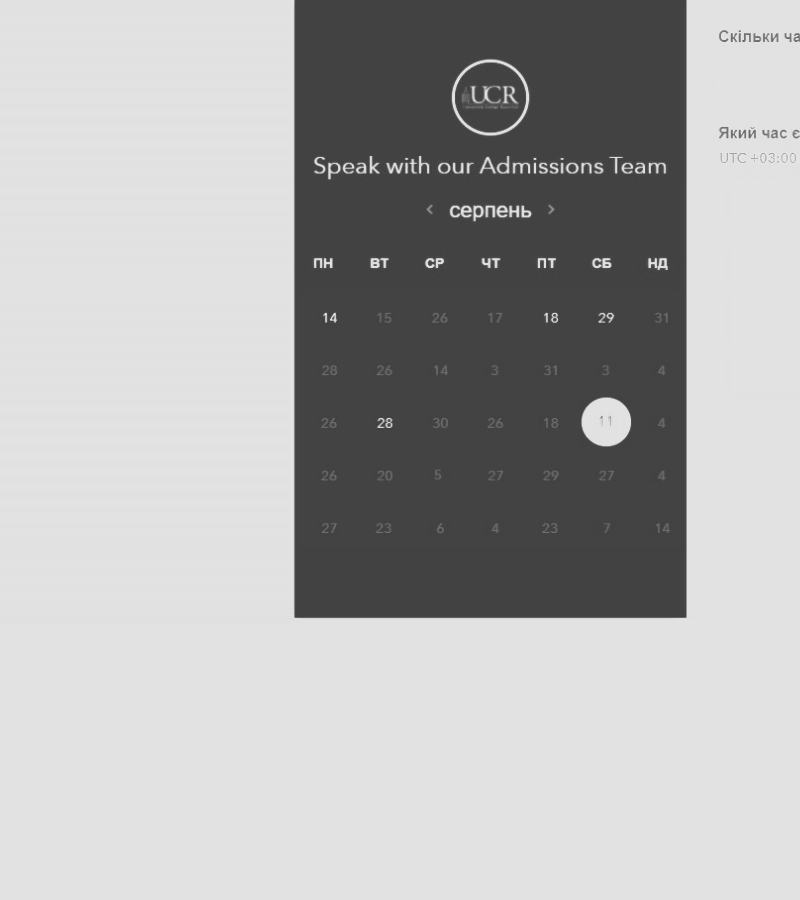 Скільки ча
UCR
Speak with our Admissions Team
серпень
Який час є
UTC +03:00
ПН ВТ СР ЧТ ПТ СБ НД
14 15 26 17 18 29 31
28 26 14 3 31 3 4
26 28 30 26 18 11 4
26 20 5 27 29 27 4
27 23 6 4 23 7 14